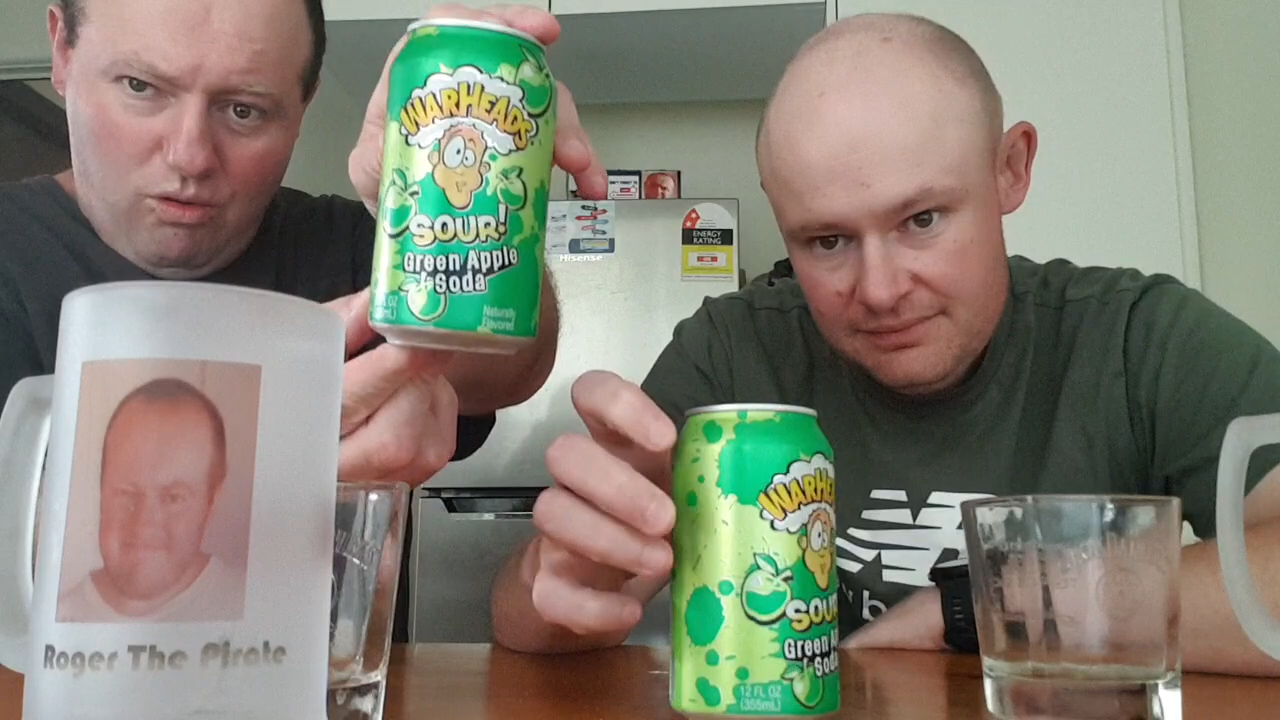 WARHEADS
SOUR!
Green Apple
Soda
Naturally
Flavored
Hisense
ENERGY
RATING
Roger The Pirate
WARHE
SOUR
Green A
Soda
12 FL OZ
(355mL)